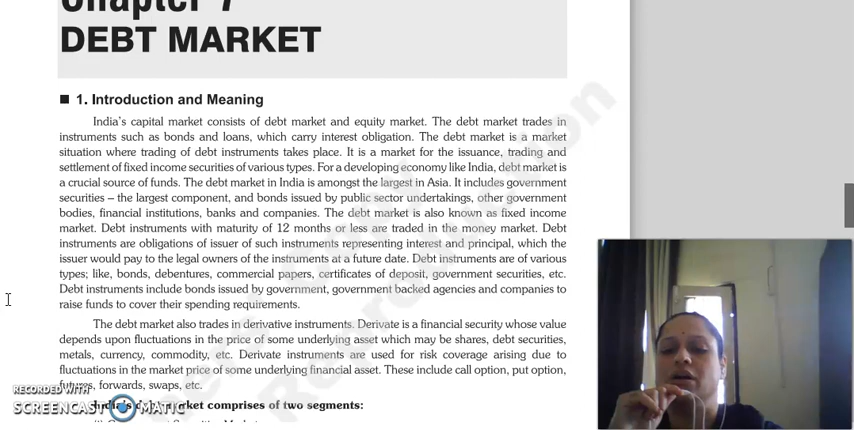 Chapter 7
DEBT MARKET
1. Introduction and Meaning
India's capital market consists of debt market and equity market. The debt market trades in
instruments such as bonds and loans, which carry interest obligation. The debt market is a market
situation where trading of debt instruments takes place. It is a market for the issuance, trading and
settlement of fixed income securities of various types. For a developing economy like India, debt market is
a crucial source of funds. The debt market in India is amongst the largest in Asia. It includes government
securities – the largest component, and bonds issued by public sector undertakings, other government
bodies, financial institutions, banks and companies. The debt market is also known as fixed income
market. Debt instruments with maturity of 12 months or less are traded in the money market. Debt
instruments are obligations of issuer of such instruments representing interest and principal, which the
issuer would pay to the legal owners of the instruments at a future date. Debt instruments are of various
types; like, bonds, debentures, commercial papers, certificates of deposit, government securities, etc.
Debt instruments include bonds issued by government, government backed agencies and companies to
raise funds to cover their spending requirements.
The debt market also trades in derivative instruments. Derivate is a financial security whose value
depends upon fluctuations in the price of some underlying asset which may be shares, debt securities,
metals, currency, commodity, etc. Derivate instruments are used for risk coverage arising due to
fluctuations in the market price of some underlying financial asset. These include call option, put option,
futures, forwards, swaps, etc.
India's debt market comprises of two segments:
RECORDED WITH
SCREENCAST MATIC